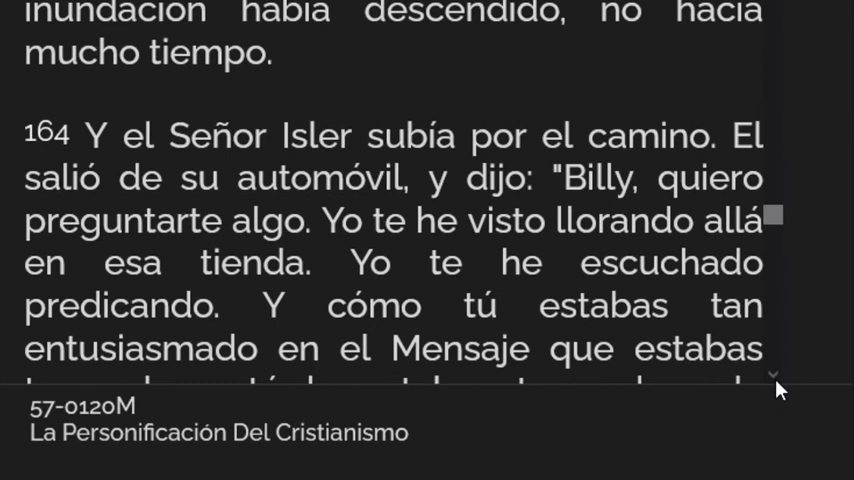 inundación había descendido, no hacía
mucho tiempo.
164 Y el Señor Isler subía por el camino. El
salió de su automóvil, y dijo: "Billy, quiero
preguntarte algo. Yo te he visto llorando allá
en esa tienda. Yo te he escuchado
predicando. Y cómo tú estabas tan
entusiasmado en el Mensaje que estabas
57-0120M
La Personificación Del Cristianismo